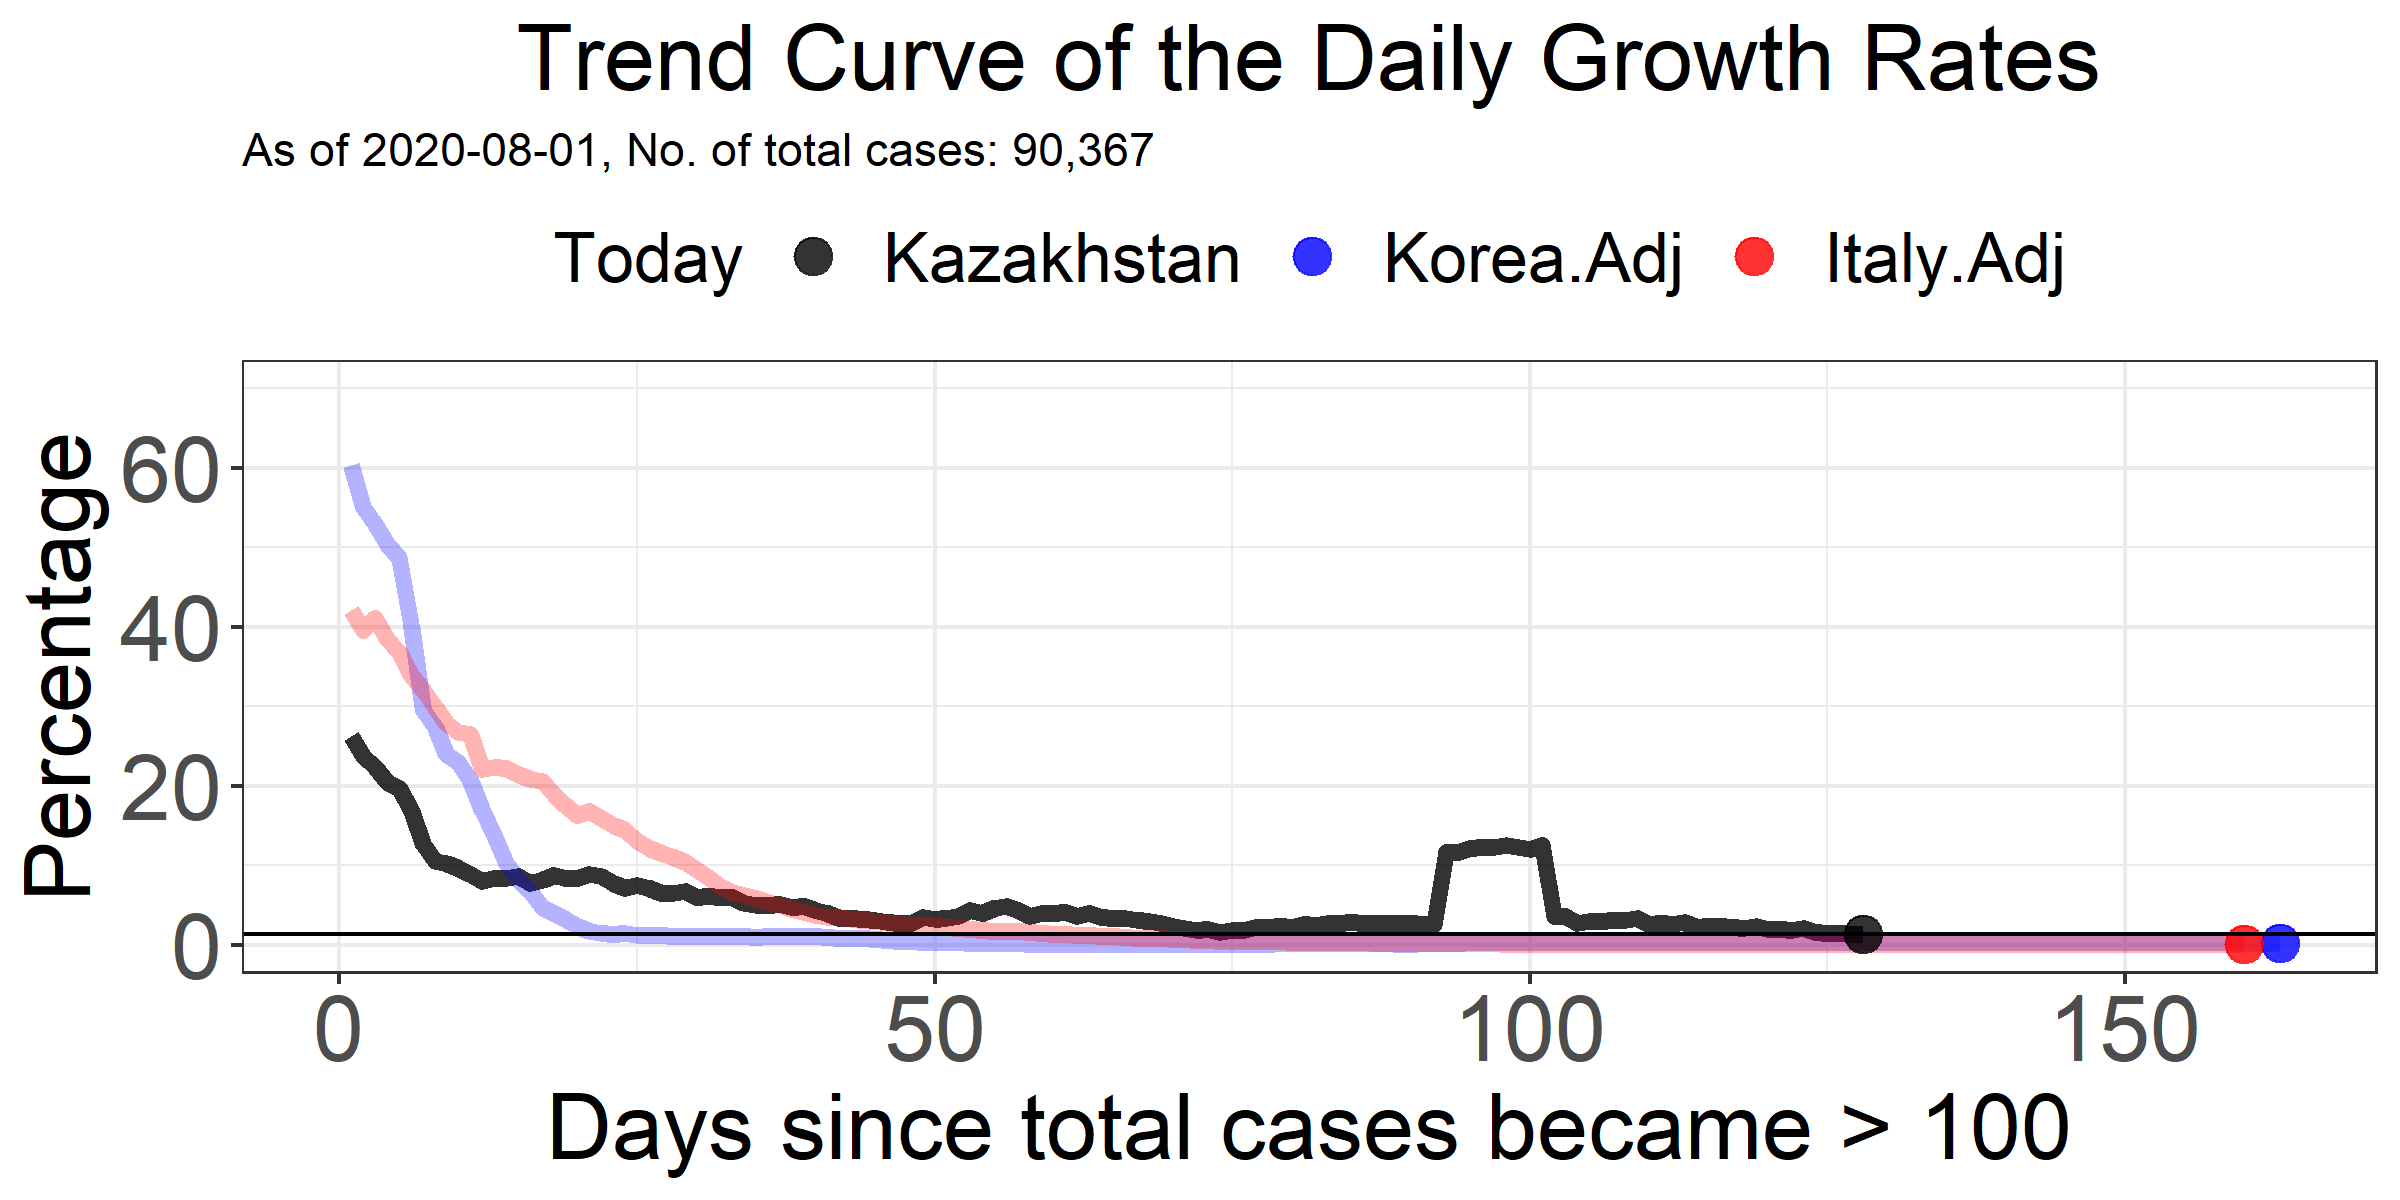 Trend Curve of the Daily Growth Rates
As of 2020-08-01, No. of total cases: 90,367
Today Kazakhstan Korea.Adj Italy.Adj
Percentage
60
40
20
0
0 50 100 150
Days since total cases became > 100